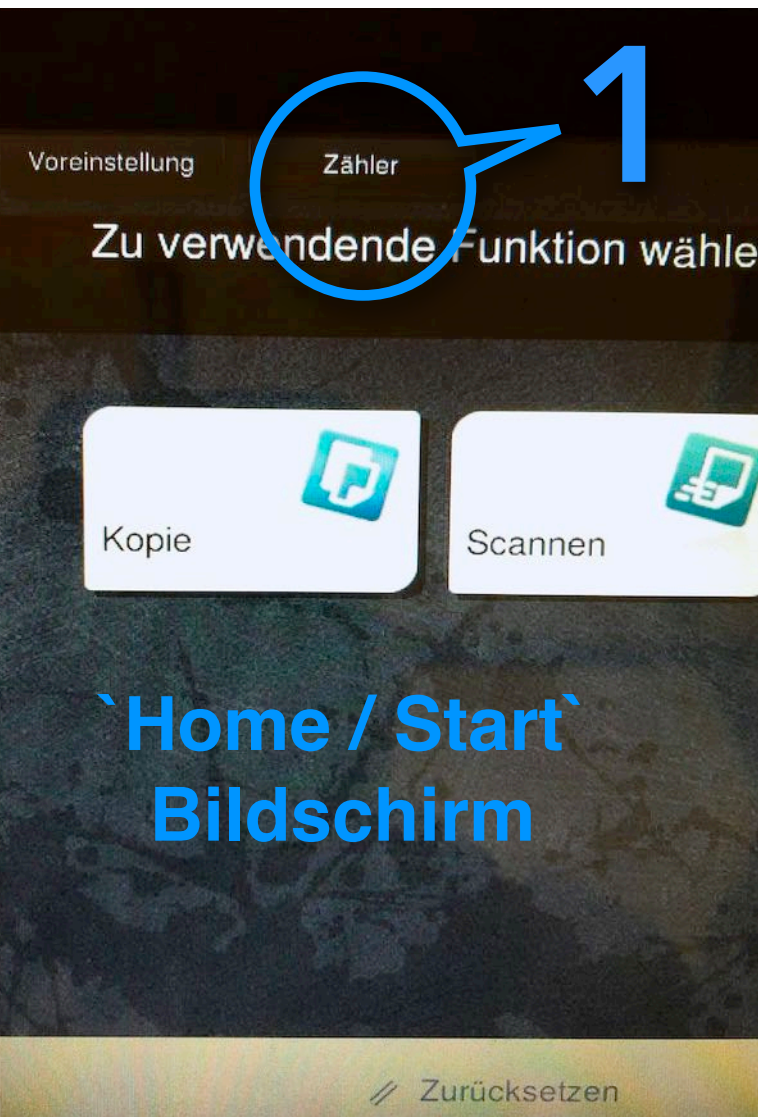 1
Voreinstellung Zähler
Zu verwendende Funktion wähle
Kopie Scannen
`Home / Start`
Bildschirm
Zurücksetzen